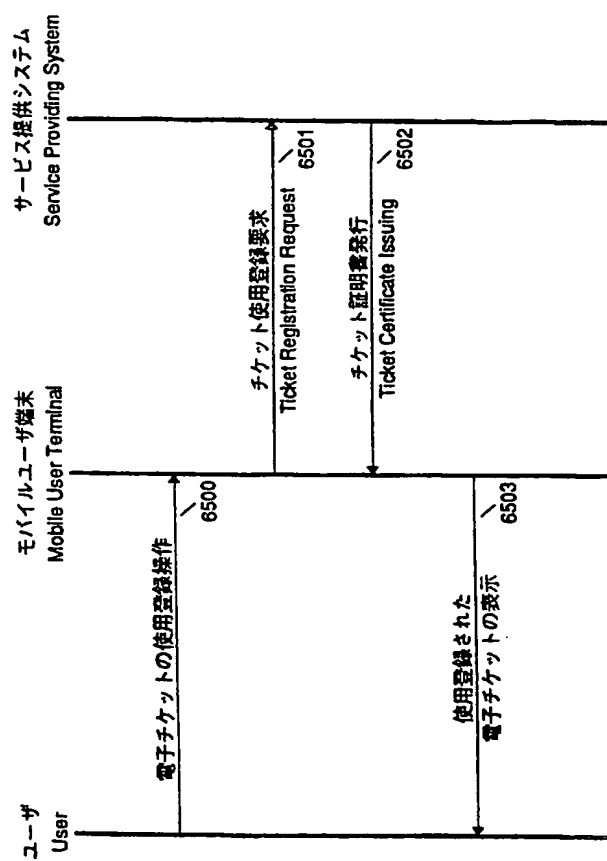 ユーザ
User
モバイルユーザ端末
Mobile User Terminal
サービス提供システム
Service Providing System
電子チケットの使用登録操作
6500
チケット使用登録要求
Ticket Registration Request
6501
チケット証明書発行
Ticket Certificate Issuing
6502
使用登録された
電子チケットの表示
6503